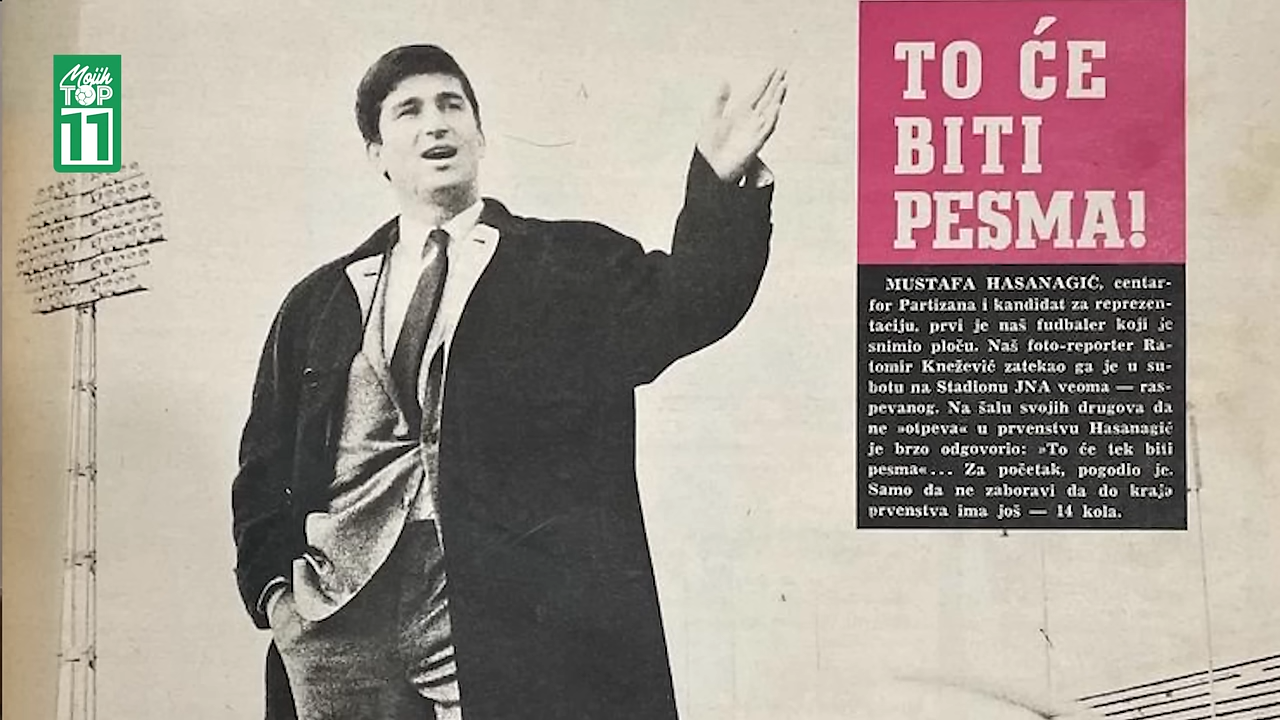 Mojih
TOP
11
TO ĆE
BITI
PESMA!
MUSTAFA HASANAGIĆ, centar-
for Partizana i kandidat za reprezen-
taciju, prvi je naš fudbaler koji je
snimio ploču. Naš foto-reporter Ra-
tomir Knežević zatekao ga je u su-
botu na Stadionu JNA veoma — ras-
pevanog. Na šalu svojih drugova da
ne »otpeva« u prvenstvu Hasanagić
je brzo odgovorio: »To će tek biti
pesma«... Za početak, pogodio je.
Samo da ne zaboravi da do kraja
prvenstva ima još — 14 kola.